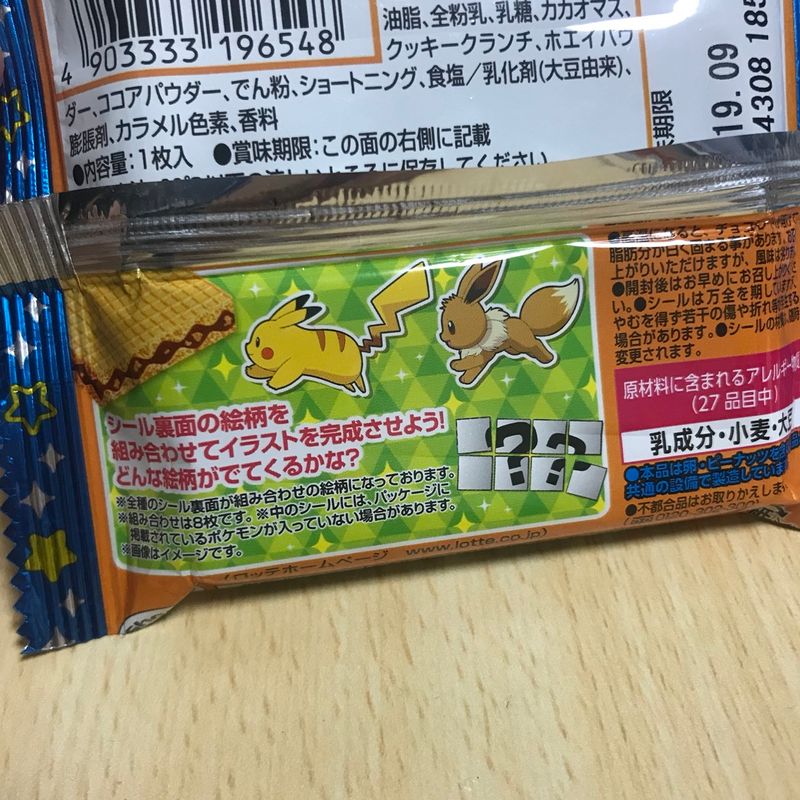 油脂、全粉乳、乳糖、カカオマス、
4 903333 196548
クッキークランチ、ホエイパウ
ダー、ココアパウダー、でん粉、ショートニング、食塩／乳化剤(大豆由来)、
膨脹剤、カラメル色素、香料
●内容量:1枚入 ●賞味期限:この面の右側に記載
期限
19.09
4308 185
シール裏面の絵柄を
組み合わせてイラストを完成させよう!
どんな絵柄がでてくるかな?
※全種のシール裏面が組み合わせの絵柄になっております。
※組み合わせは8枚です。※中のシールには、パッケージに
掲載されているポケモンが入っていない場合があります。
※画像はイメージです。
??
脂肪分が白く固まる事があります。
上がりいただけますが、風味は
●開封後はお早めにお召し上
い。●シールは万全を期してい
やむを得ず若干の傷や折れ
場合があります。●シールの
変更されます。
原材料に含まれるアレルギー物
(27品目中)
乳成分・小麦・大
●本品は卵・ピーナッツを
共通の設備で製造していま
●不都合品はお取りかえしま
(ロッテホームページ www.lotte.co.jp)